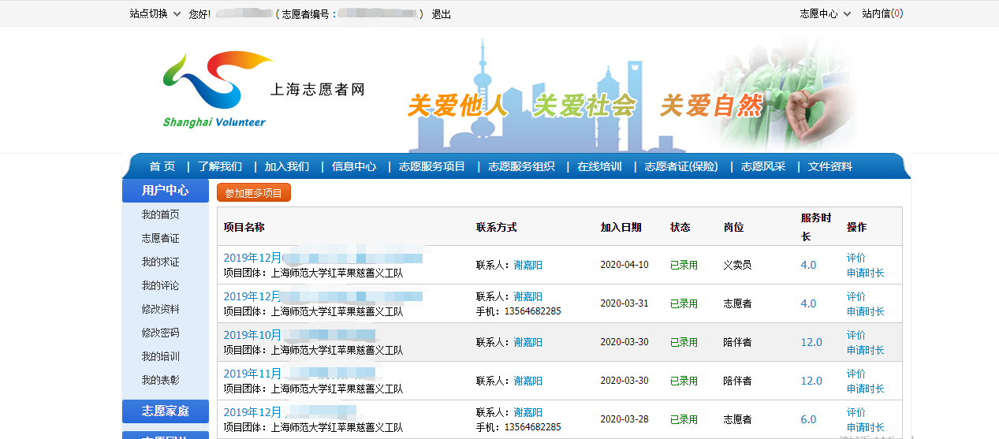 站点切换 您好! (志愿者编号: ) 退出 志愿中心 站内信(0)
上海志愿者网
Shanghai Volunteer
关爱他人 关爱社会 关爱自然
首 页 | 了解我们 | 加入我们 | 信息中心 | 志愿服务项目 | 志愿服务组织 | 在线培训 | 志愿者证(保险) | 志愿风采 | 文件资料
用户中心
我的首页
志愿者证
我的求证
我的评论
修改资料
修改密码
我的培训
我的表彰
志愿家庭
参加更多项目
项目名称 联系方式 加入日期 状态 岗位 服务时长 操作
2019年12月
项目团体：上海师范大学红苹果慈善义工队
联系人：谢嘉阳
2020-04-10 已录用 义卖员 4.0
评价
申请时长
2019年12月
项目团体：上海师范大学红苹果慈善义工队
联系人：谢嘉阳
手机：13564682285
2020-03-31 已录用 志愿者 4.0
评价
申请时长
2019年10月
项目团体：上海师范大学红苹果慈善义工队
联系人：谢嘉阳
2020-03-30 已录用 陪伴者 12.0
评价
申请时长
2019年11月
项目团体：上海师范大学红苹果慈善义工队
联系人：谢嘉阳
2020-03-30 已录用 陪伴者 12.0
评价
申请时长
2019年12月
项目团体：上海师范大学红苹果慈善义工队
联系人：谢嘉阳
手机：13564682285
2020-03-28 已录用 志愿者 6.0
评价
申请时长